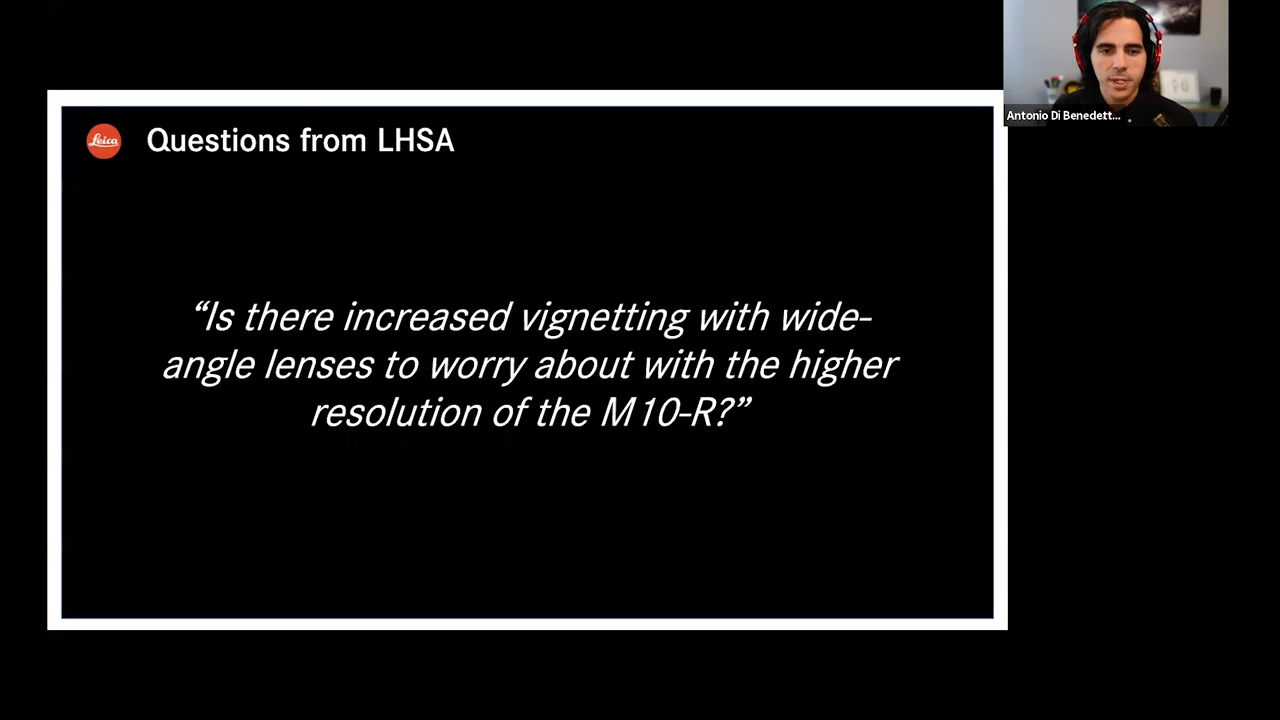 Antonio Di Benedett...
Leica
Questions from LHSA
“Is there increased vignetting with wide-
angle lenses to worry about with the higher
resolution of the M10-R?”